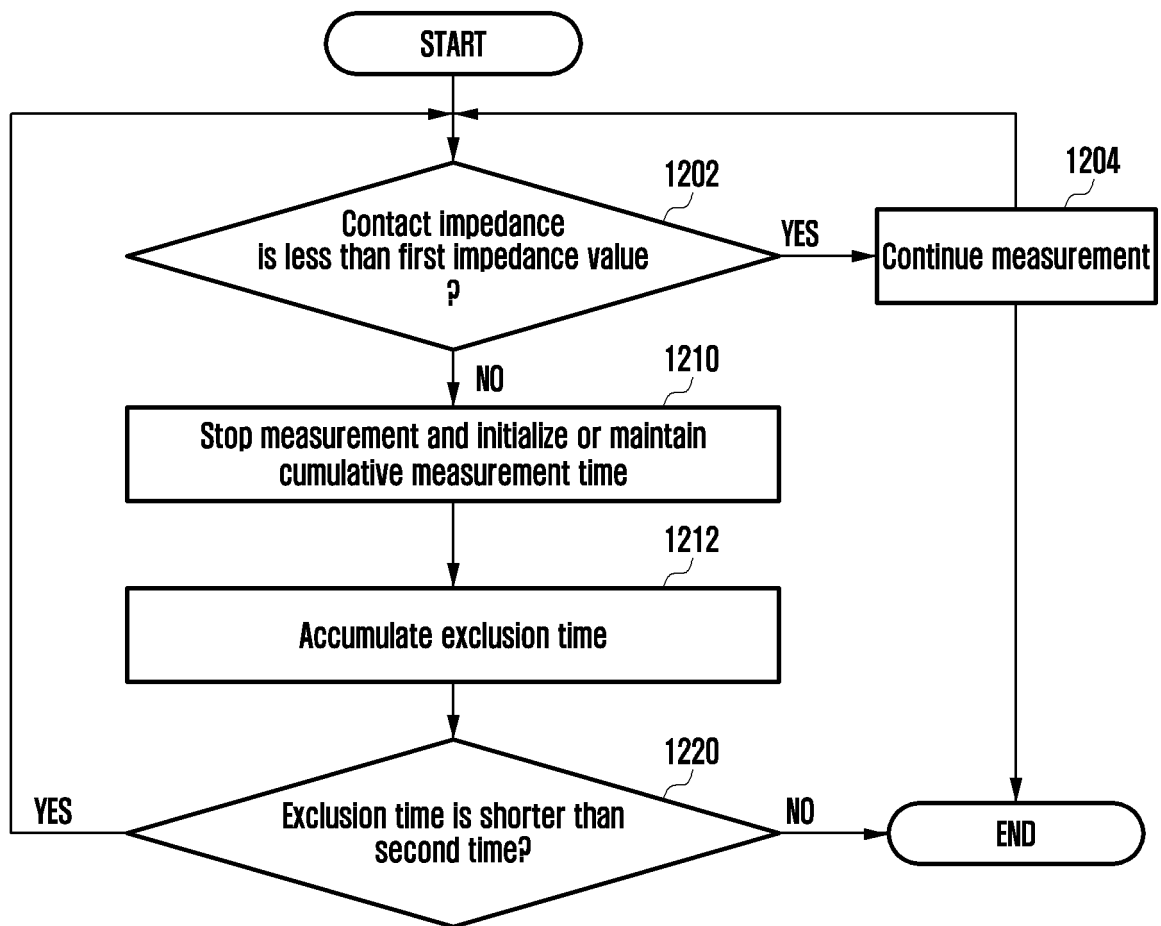 START
1202
Contact impedance
is less than first impedance value
?
YES
1204
Continue measurement
NO
1210
Stop measurement and initialize or maintain
cumulative measurement time
1212
Accumulate exclusion time
1220
Exclusion time is shorter than
second time?
YES
NO
END